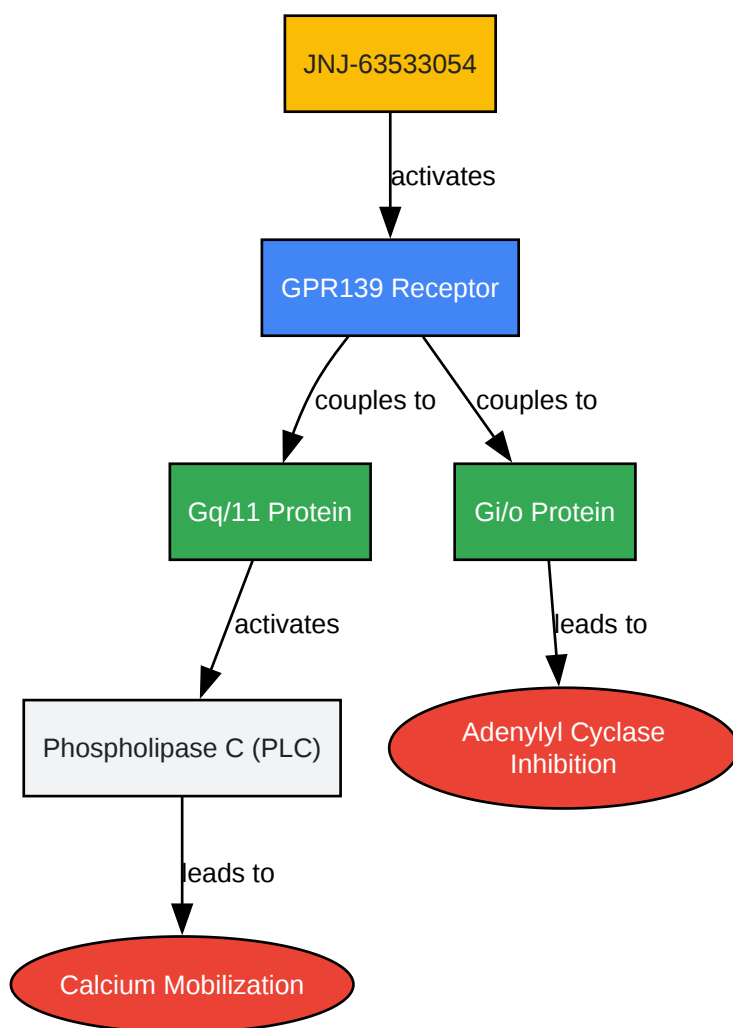 JNJ-63533054
activates
GPR139 Receptor
couples to
couples to
Gq/11 Protein
Gi/o Protein
activates
leads to
Phospholipase C (PLC)
Adenylyl Cyclase
Inhibition
leads to
Calcium Mobilization